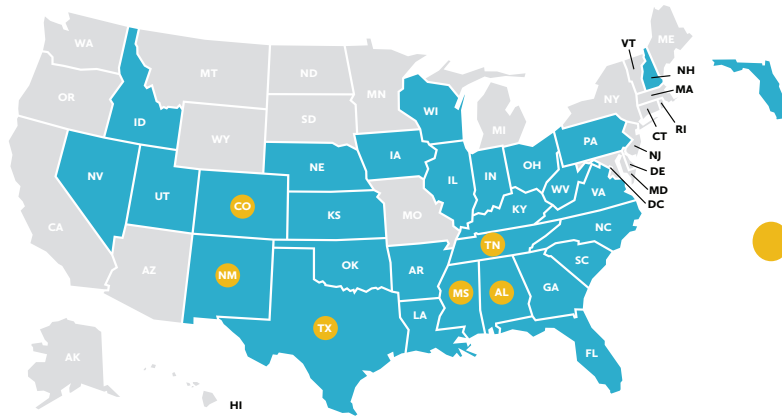 WA
MT
ND
MN
VT
ME
NH
OR
ID
SD
WI
MI
NY
MA
WY
CT
RI
NE
IA
PA
NJ
NV
UT
CO
IL
IN
OH
DE
MD
DC
WV
VA
KS
MO
KY
CA
NC
TN
AZ
NM
OK
AR
SC
MS
AL
GA
TX
LA
FL
AK
HI